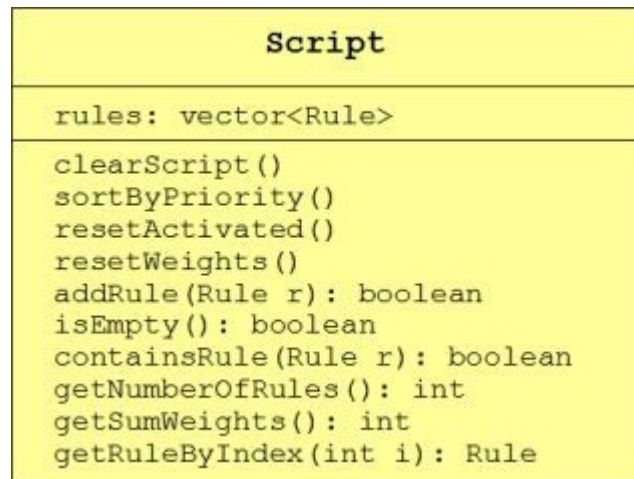 Script
rules: vector<Rule>
clearScript()
sortByPriority()
resetActivated()
resetWeights()
addRule(Rule r): boolean
isEmpty(): boolean
containsRule(Rule r): boolean
getNumberOfRules(): int
getSumWeights(): int
getRuleByIndex(int i): Rule